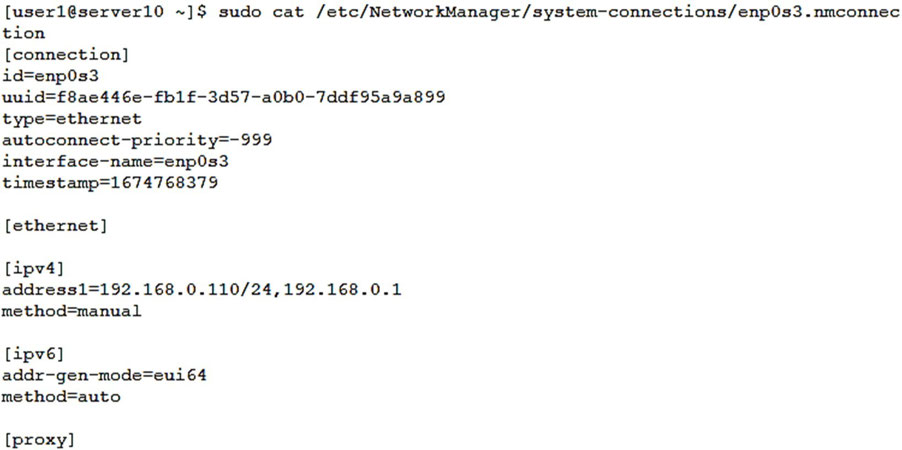 [user1@server10 ~]$ sudo cat /etc/NetworkManager/system-connections/enp0s3.nmconnec
tion
[connection]
id=enp0s3
uuid=f8ae446e-fb1f-3d57-a0b0-7ddf95a9a899
type=ethernet
autoconnect-priority=-999
interface-name=enp0s3
timestamp=1674768379

[ethernet]

[ipv4]
address1=192.168.0.110/24,192.168.0.1
method=manual

[ipv6]
addr-gen-mode=eui64
method=auto

[proxy]